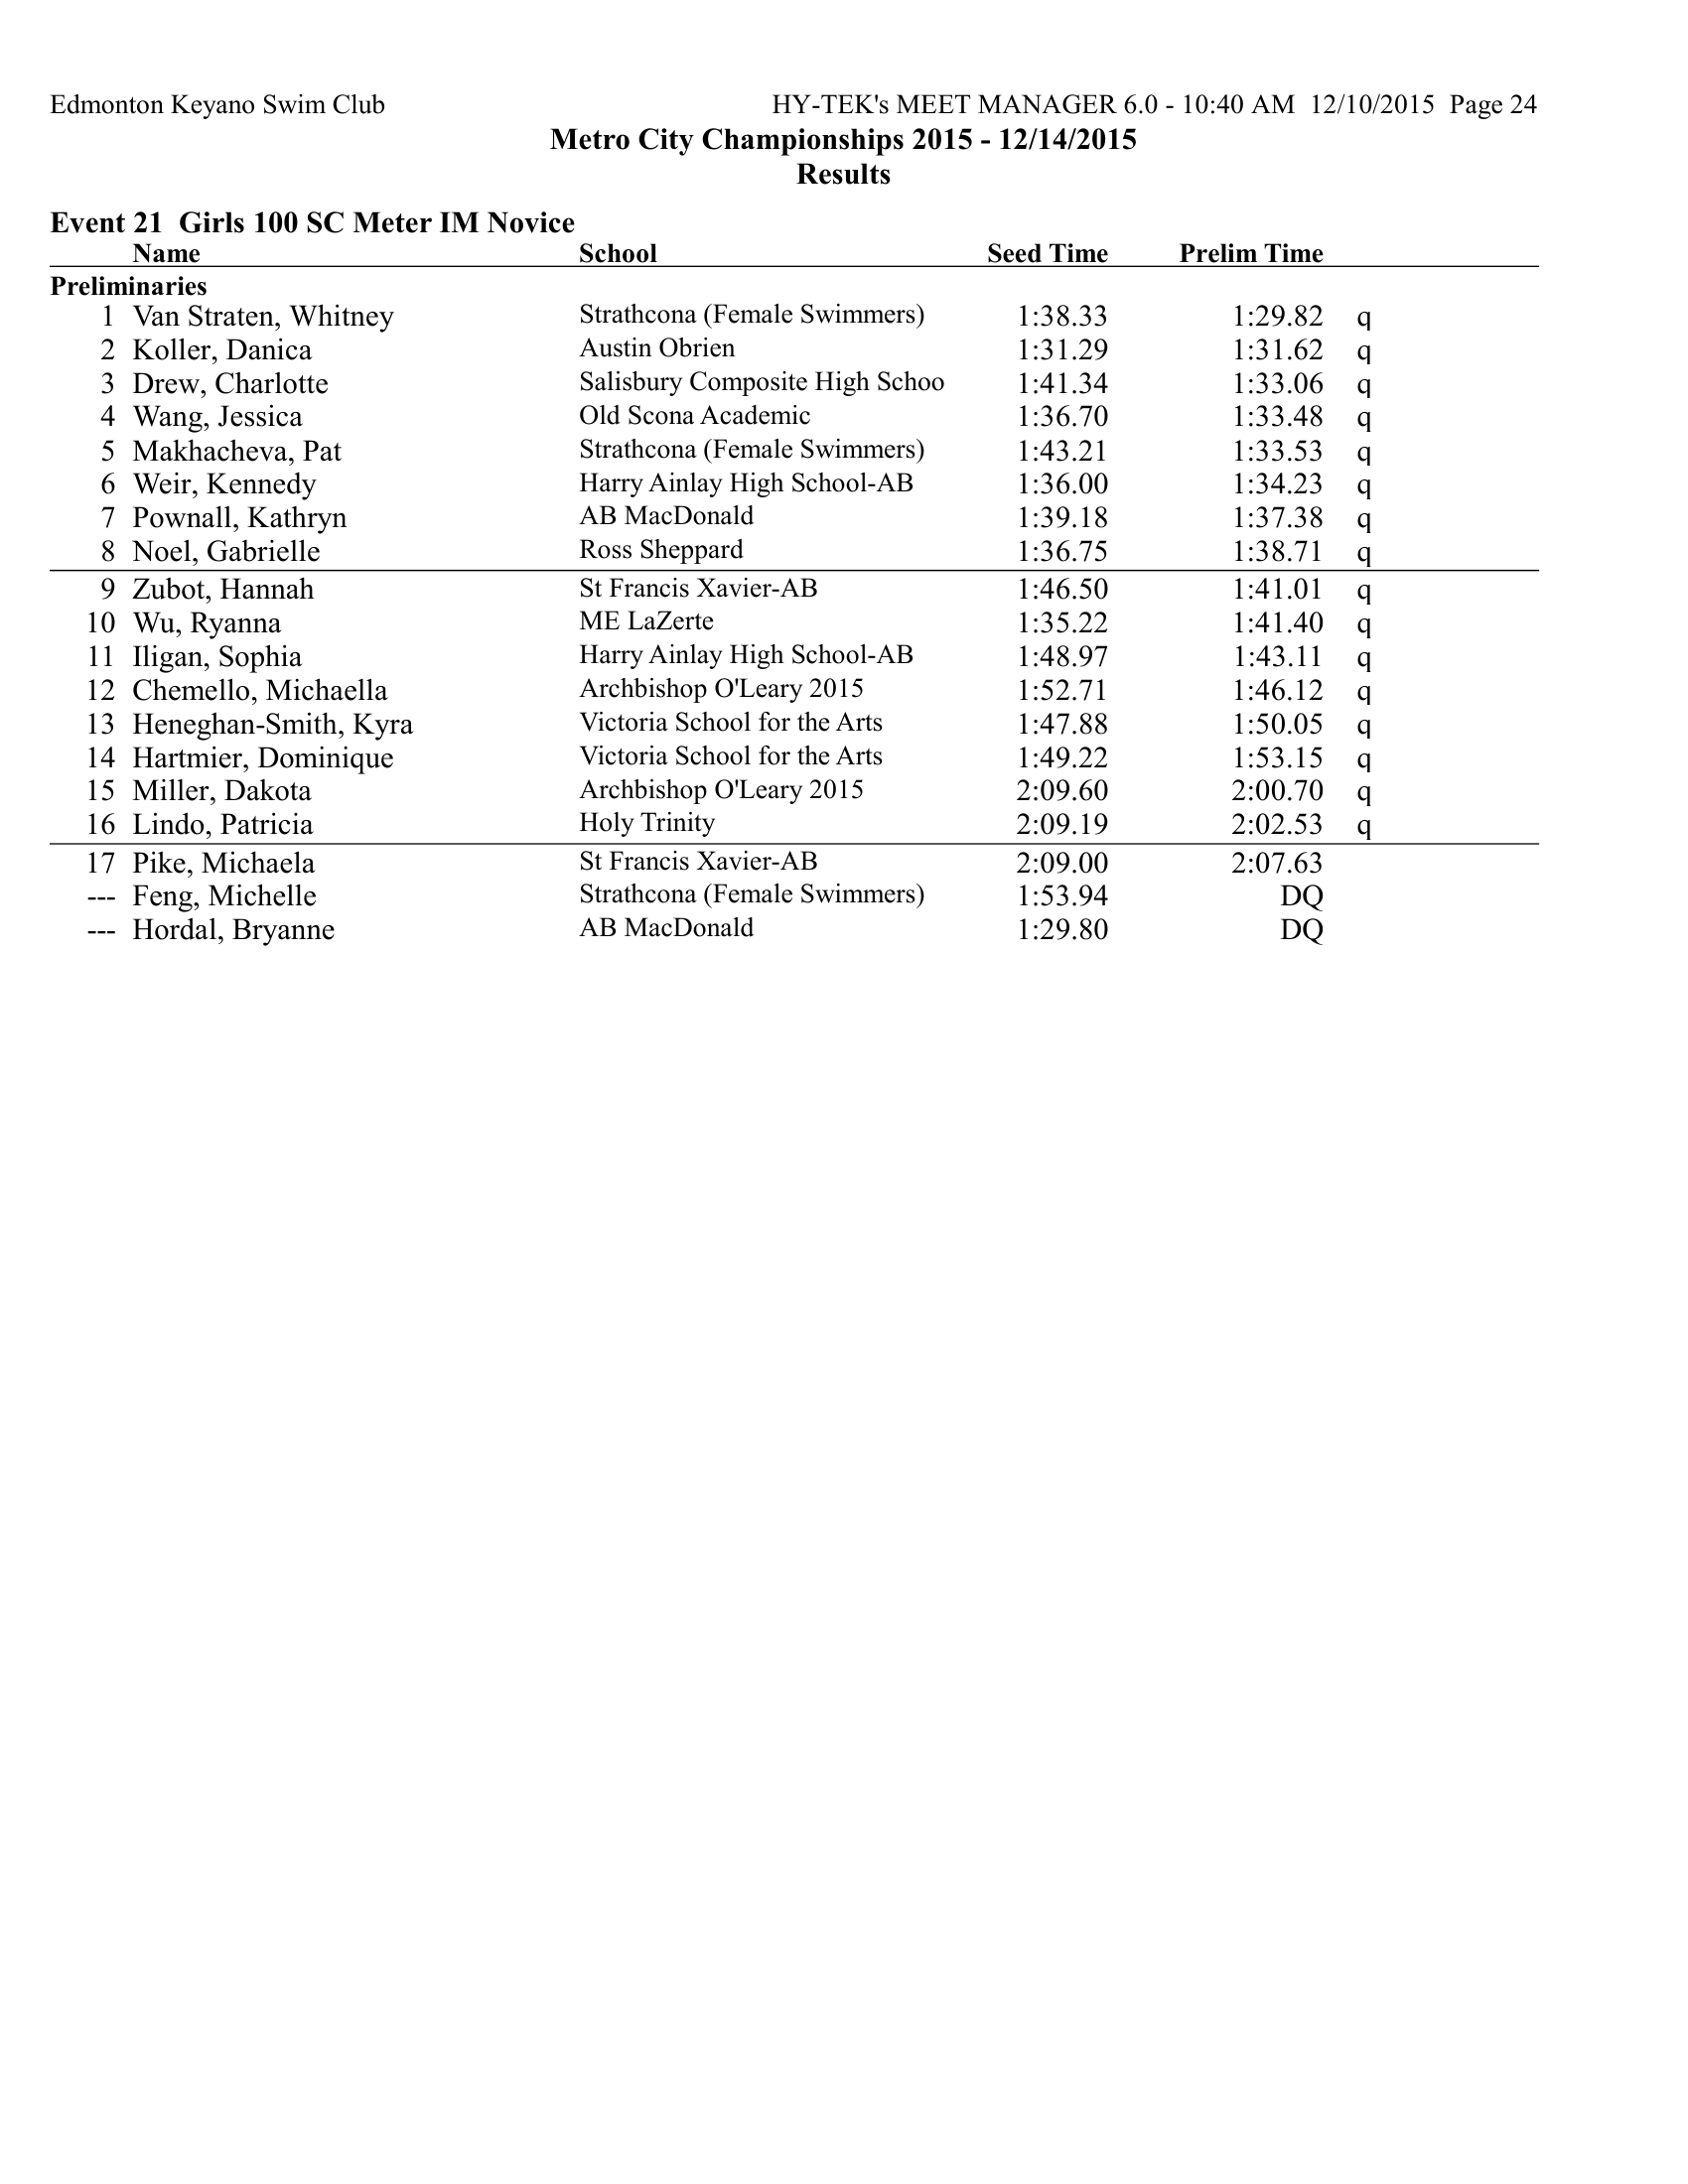 Edmonton Keyano Swim Club HY-TEK's MEET MANAGER 6.0 - 10:40 AM 12/10/2015 Page 24
Metro City Championships 2015 - 12/14/2015
Results
Event 21 Girls 100 SC Meter IM Novice
Name School Seed Time Prelim Time
Preliminaries
1 Van Straten, Whitney Strathcona (Female Swimmers) 1:38.33 1:29.82 q
2 Koller, Danica Austin Obrien 1:31.29 1:31.62 q
3 Drew, Charlotte Salisbury Composite High Schoo 1:41.34 1:33.06 q
4 Wang, Jessica Old Scona Academic 1:36.70 1:33.48 q
5 Makhacheva, Pat Strathcona (Female Swimmers) 1:43.21 1:33.53 q
6 Weir, Kennedy Harry Ainlay High School-AB 1:36.00 1:34.23 q
7 Pownall, Kathryn AB MacDonald 1:39.18 1:37.38 q
8 Noel, Gabrielle Ross Sheppard 1:36.75 1:38.71 q
9 Zubot, Hannah St Francis Xavier-AB 1:46.50 1:41.01 q
10 Wu, Ryanna ME LaZerte 1:35.22 1:41.40 q
11 Iligan, Sophia Harry Ainlay High School-AB 1:48.97 1:43.11 q
12 Chemello, Michaella Archbishop O'Leary 2015 1:52.71 1:46.12 q
13 Heneghan-Smith, Kyra Victoria School for the Arts 1:47.88 1:50.05 q
14 Hartmier, Dominique Victoria School for the Arts 1:49.22 1:53.15 q
15 Miller, Dakota Archbishop O'Leary 2015 2:09.60 2:00.70 q
16 Lindo, Patricia Holy Trinity 2:09.19 2:02.53 q
17 Pike, Michaela St Francis Xavier-AB 2:09.00 2:07.63
--- Feng, Michelle Strathcona (Female Swimmers) 1:53.94 DQ
--- Hordal, Bryanne AB MacDonald 1:29.80 DQ